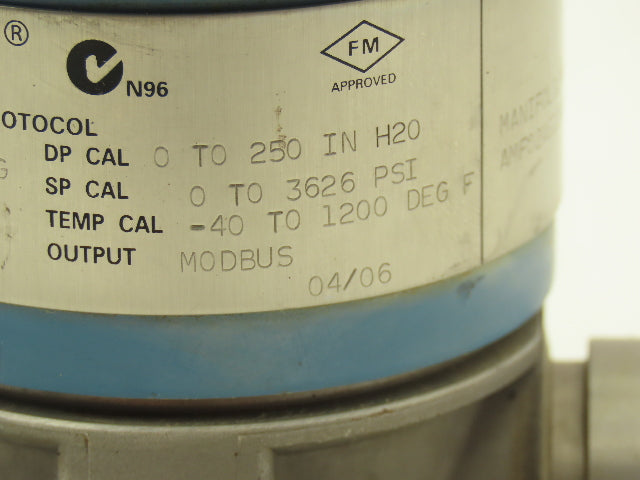 ®
N96
FM
APPROVED
OTOCOL
DP CAL 0 TO 250 IN H20
SP CAL 0 TO 3626 PSI
TEMP CAL -40 TO 1200 DEG F
OUTPUT MODBUS
04/06